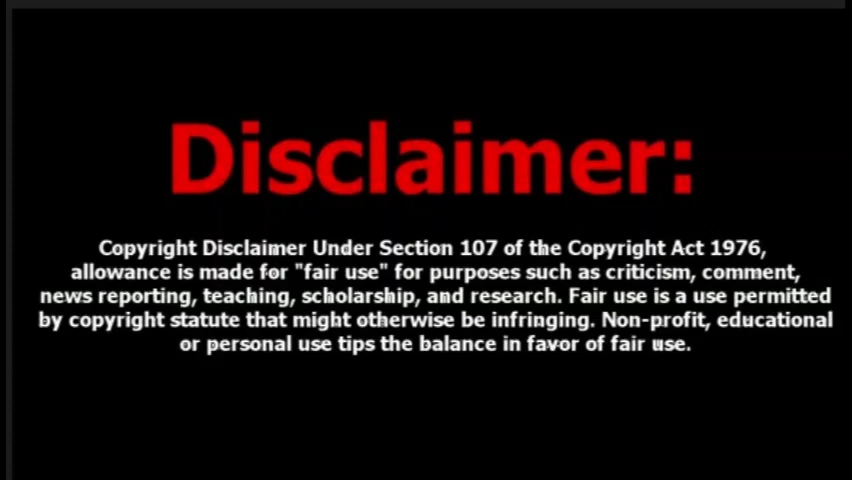 Disclaimer:
Copyright Disclaimer Under Section 107 of the Copyright Act 1976,
allowance is made for "fair use" for purposes such as criticism, comment,
news reporting, teaching, scholarship, and research. Fair use is a use permitted
by copyright statute that might otherwise be infringing. Non-profit, educational
or personal use tips the balance in favor of fair use.